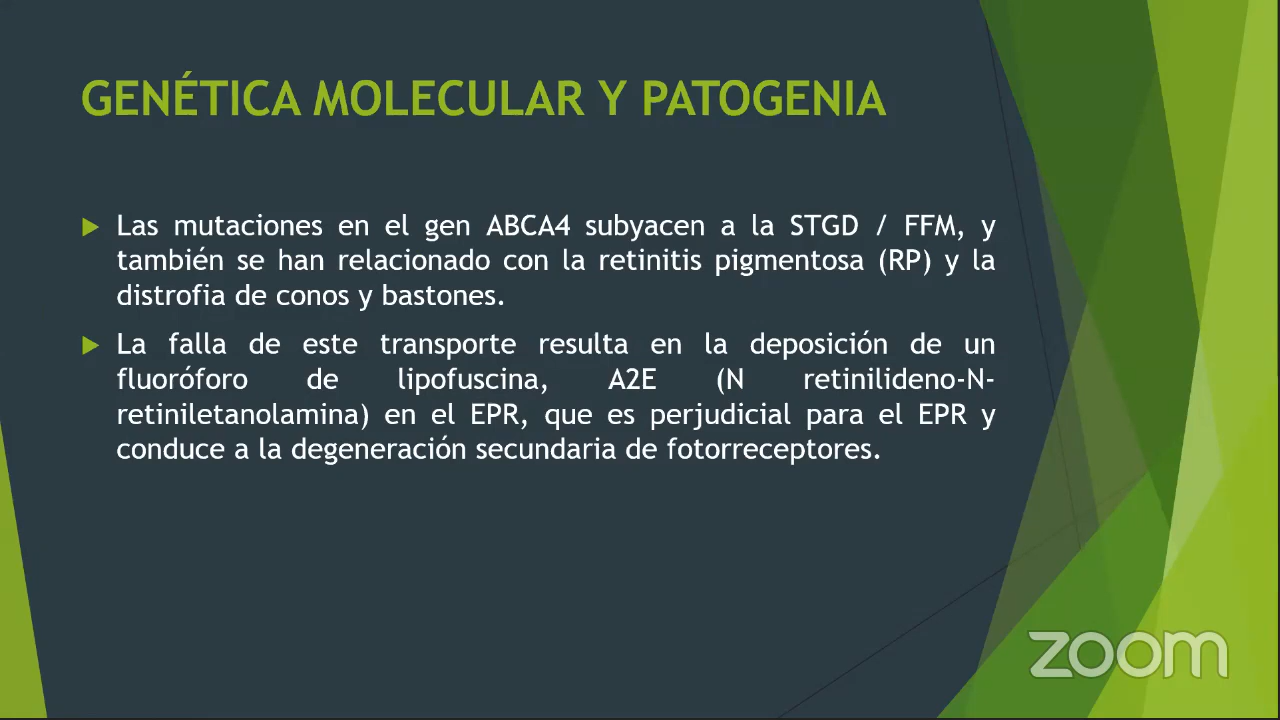 GENÉTICA MOLECULAR Y PATOGENIA
Las mutaciones en el gen ABCA4 subyacen a la STGD / FFM, y
también se han relacionado con la retinitis pigmentosa (RP) y la
distrofia de conos y bastones.
La falla de este transporte resulta en la deposición de un
fluoróforo de lipofuscina, A2E (N retinilideno-N-
retiniletanolamina) en el EPR, que es perjudicial para el EPR y
conduce a la degeneración secundaria de fotorreceptores.
zoom